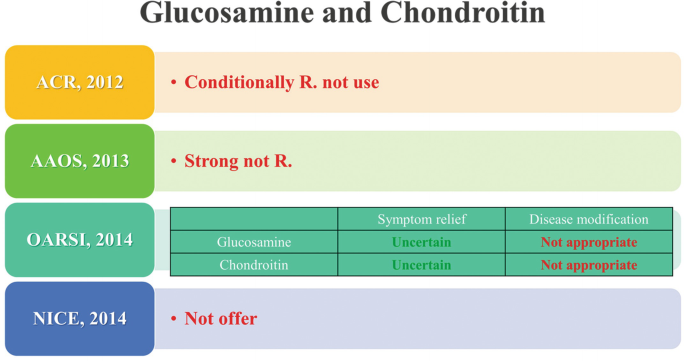 Glucosamine and Chondroitin
ACR, 2012
• Conditionally R. not use
AAOS, 2013
• Strong not R.
OARSI, 2014
Symptom relief Disease modification
Glucosamine Uncertain Not appropriate
Chondroitin Uncertain Not appropriate
NICE, 2014
• Not offer